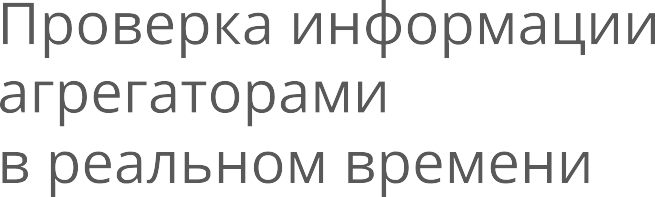 Проверка информации
агрегаторами
в реальном времени